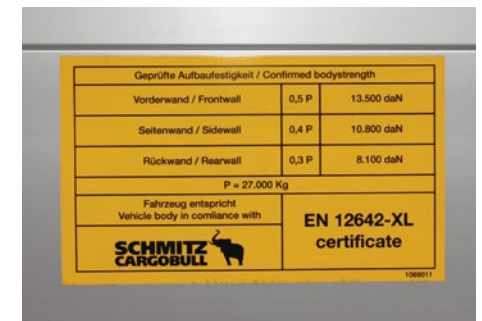 Geprüfte Aufbaufestigkeit / Confirmed bodystrength
Vorderwand / Frontwall 0,5 P 13.500 daN
Seitenwand / Sidewall 0,4 P 10.800 daN
Rückwand / Rearwall 0,3 P 8.100 daN
P = 27.000 Kg
Fahrzeug entspricht
Vehicle body in comliance with
SCHMITZ
CARGOBULL
EN 12642-XL
certificate
1069011